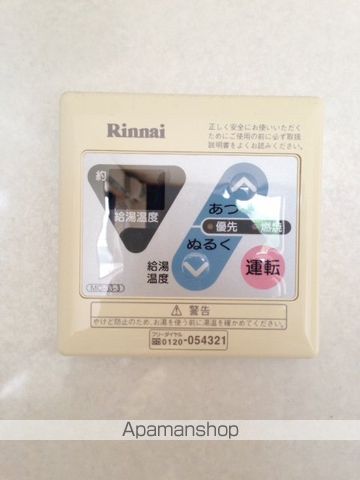 Rinnai
正しく安全にお使いいただく
ためにご使用の前に必ず取扱
説明書をよくお読みください。
約
給湯温度
あつく
優先
燃焼
ぬるく
給湯
温度
運転
警告
やけど防止のため、お湯を使う前に湯温を確かめてください。
フリーダイヤル
0120-054321
Apamanshop